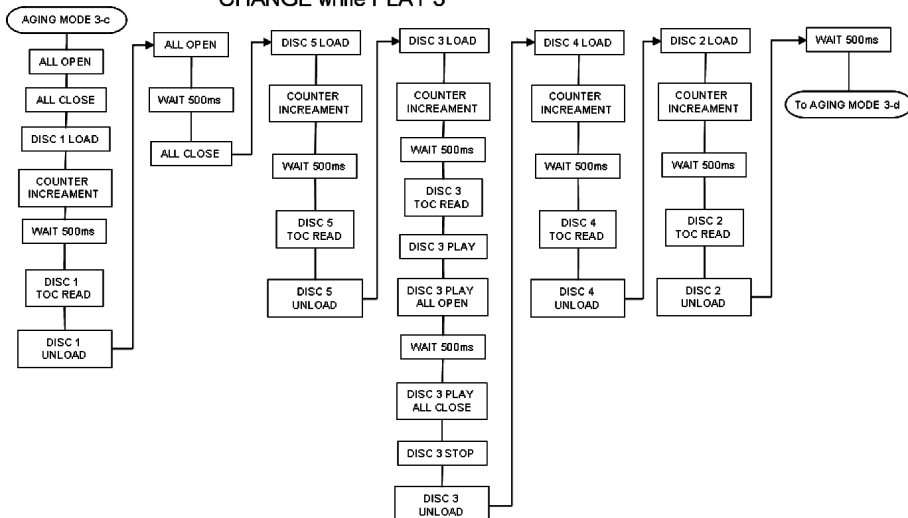 CHANGE while PLAY 3
AGING MODE 3-c
ALL OPEN
ALL CLOSE
DISC 1 LOAD
COUNTER
INCREAMENT
WAIT 500ms
DISC 1
TOC READ
DISC 1
UNLOAD
ALL OPEN
WAIT 500ms
ALL CLOSE
DISC 5 LOAD
COUNTER
INCREAMENT
WAIT 500ms
DISC 5
TOC READ
DISC 5
UNLOAD
DISC 3 LOAD
COUNTER
INCREAMENT
WAIT 500ms
DISC 3
TOC READ
DISC 3 PLAY
DISC 3 PLAY
ALL OPEN
WAIT 500ms
DISC 3 PLAY
ALL CLOSE
DISC 3 STOP
DISC 3
UNLOAD
DISC 4 LOAD
COUNTER
INCREAMENT
WAIT 500ms
DISC 4
TOC READ
DISC 4
UNLOAD
DISC 2 LOAD
COUNTER
INCREAMENT
WAIT 500ms
DISC 2
TOC READ
DISC 2
UNLOAD
WAIT 500ms
To AGING MODE 3-d